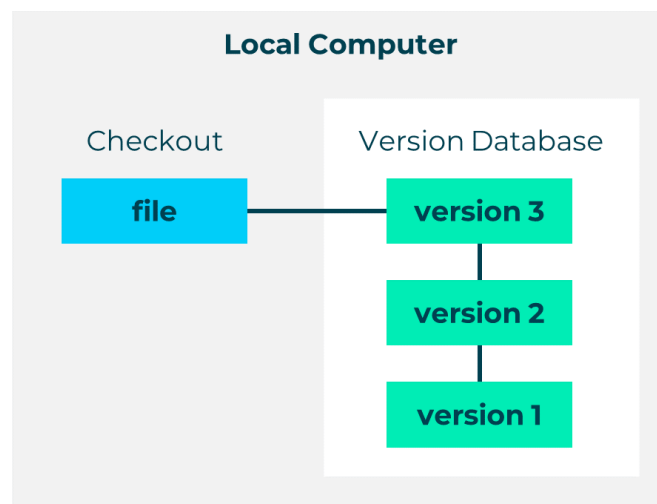 Local Computer
Checkout
Version Database
file
version 3
version 2
version 1